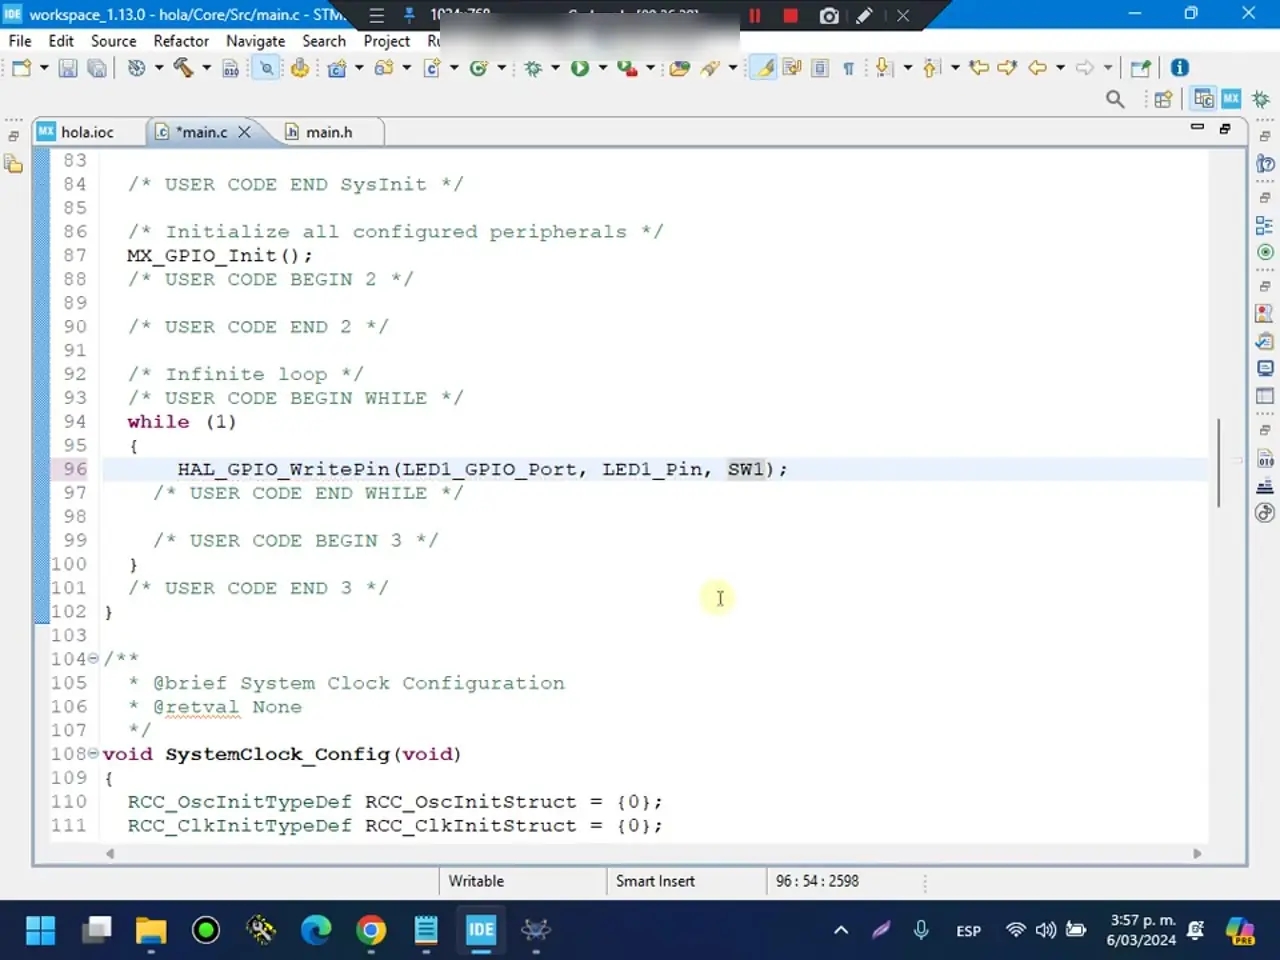 IDE workspace_1.13.0 - hola/Core/Src/main.c - STM
File Edit Source Refactor Navigate Search Project Ru
hola.ioc *main.c main.h
83
84 /* USER CODE END SysInit */
85
86 /* Initialize all configured peripherals */
87 MX_GPIO_Init();
88 /* USER CODE BEGIN 2 */
89
90 /* USER CODE END 2 */
91
92 /* Infinite loop */
93 /* USER CODE BEGIN WHILE */
94 while (1)
95 {
96 HAL_GPIO_WritePin(LED1_GPIO_Port, LED1_Pin, SW1);
97 /* USER CODE END WHILE */
98
99 /* USER CODE BEGIN 3 */
100 }
101 /* USER CODE END 3 */
102 }
103
104 /**
105 * @brief System Clock Configuration
106 * @retval None
107 */
108 void SystemClock_Config(void)
109 {
110 RCC_OscInitTypeDef RCC_OscInitStruct = {0};
111 RCC_ClkInitTypeDef RCC_ClkInitStruct = {0};
Writable Smart Insert 96 : 54 : 2598
IDE ESP 3:57 p. m.
6/03/2024
PRE